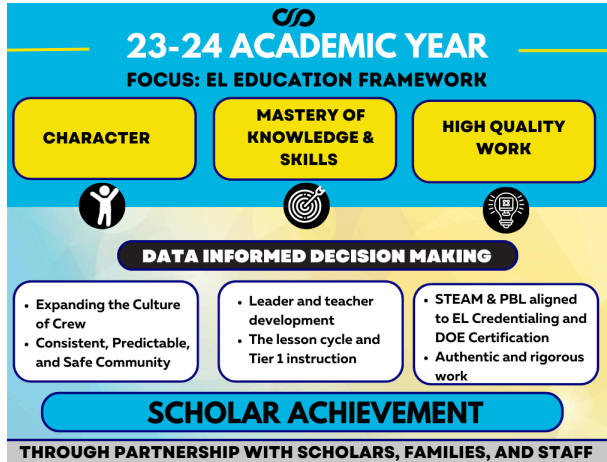 23-24 ACADEMIC YEAR
FOCUS: EL EDUCATION FRAMEWORK
CHARACTER
MASTERY OF
KNOWLEDGE &
SKILLS
HIGH QUALITY
WORK
DATA INFORMED DECISION MAKING
• Expanding the Culture
of Crew
• Consistent, Predictable,
and Safe Community
• Leader and teacher
development
• The lesson cycle and
Tier 1 instruction
• STEAM & PBL aligned
to EL Credentialing and
DOE Certification
• Authentic and rigorous
work
SCHOLAR ACHIEVEMENT
THROUGH PARTNERSHIP WITH SCHOLARS, FAMILIES, AND STAFF